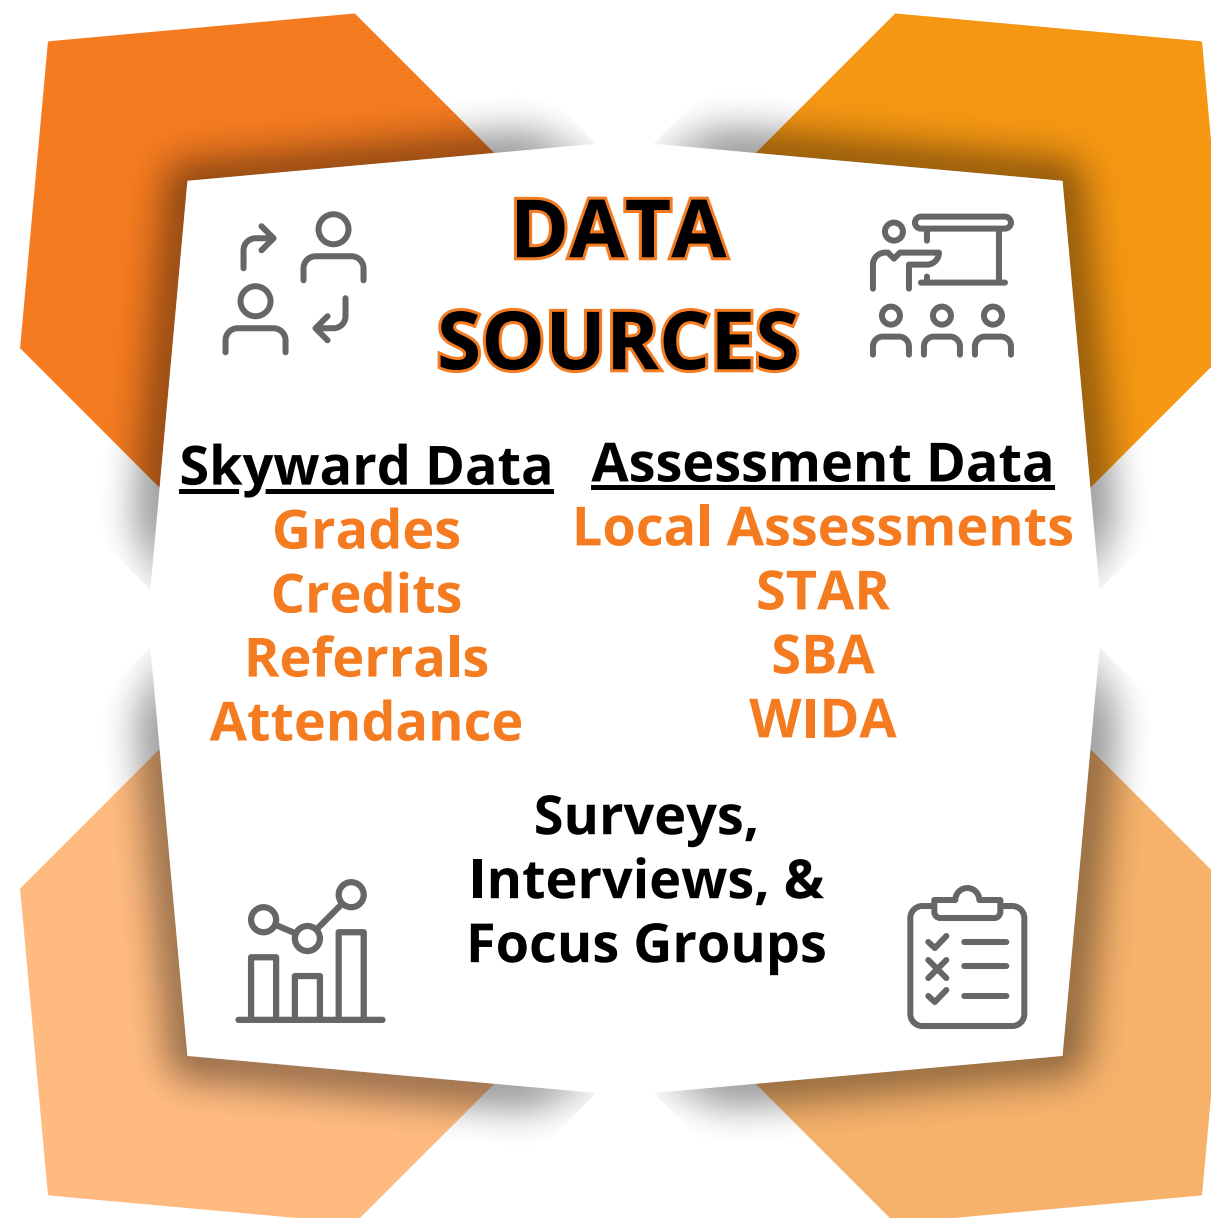 DATA
SOURCES
Skyward Data
Grades
Credits
Referrals
Attendance
Assessment Data
Local Assessments
STAR
SBA
WIDA
Surveys,
Interviews, &
Focus Groups